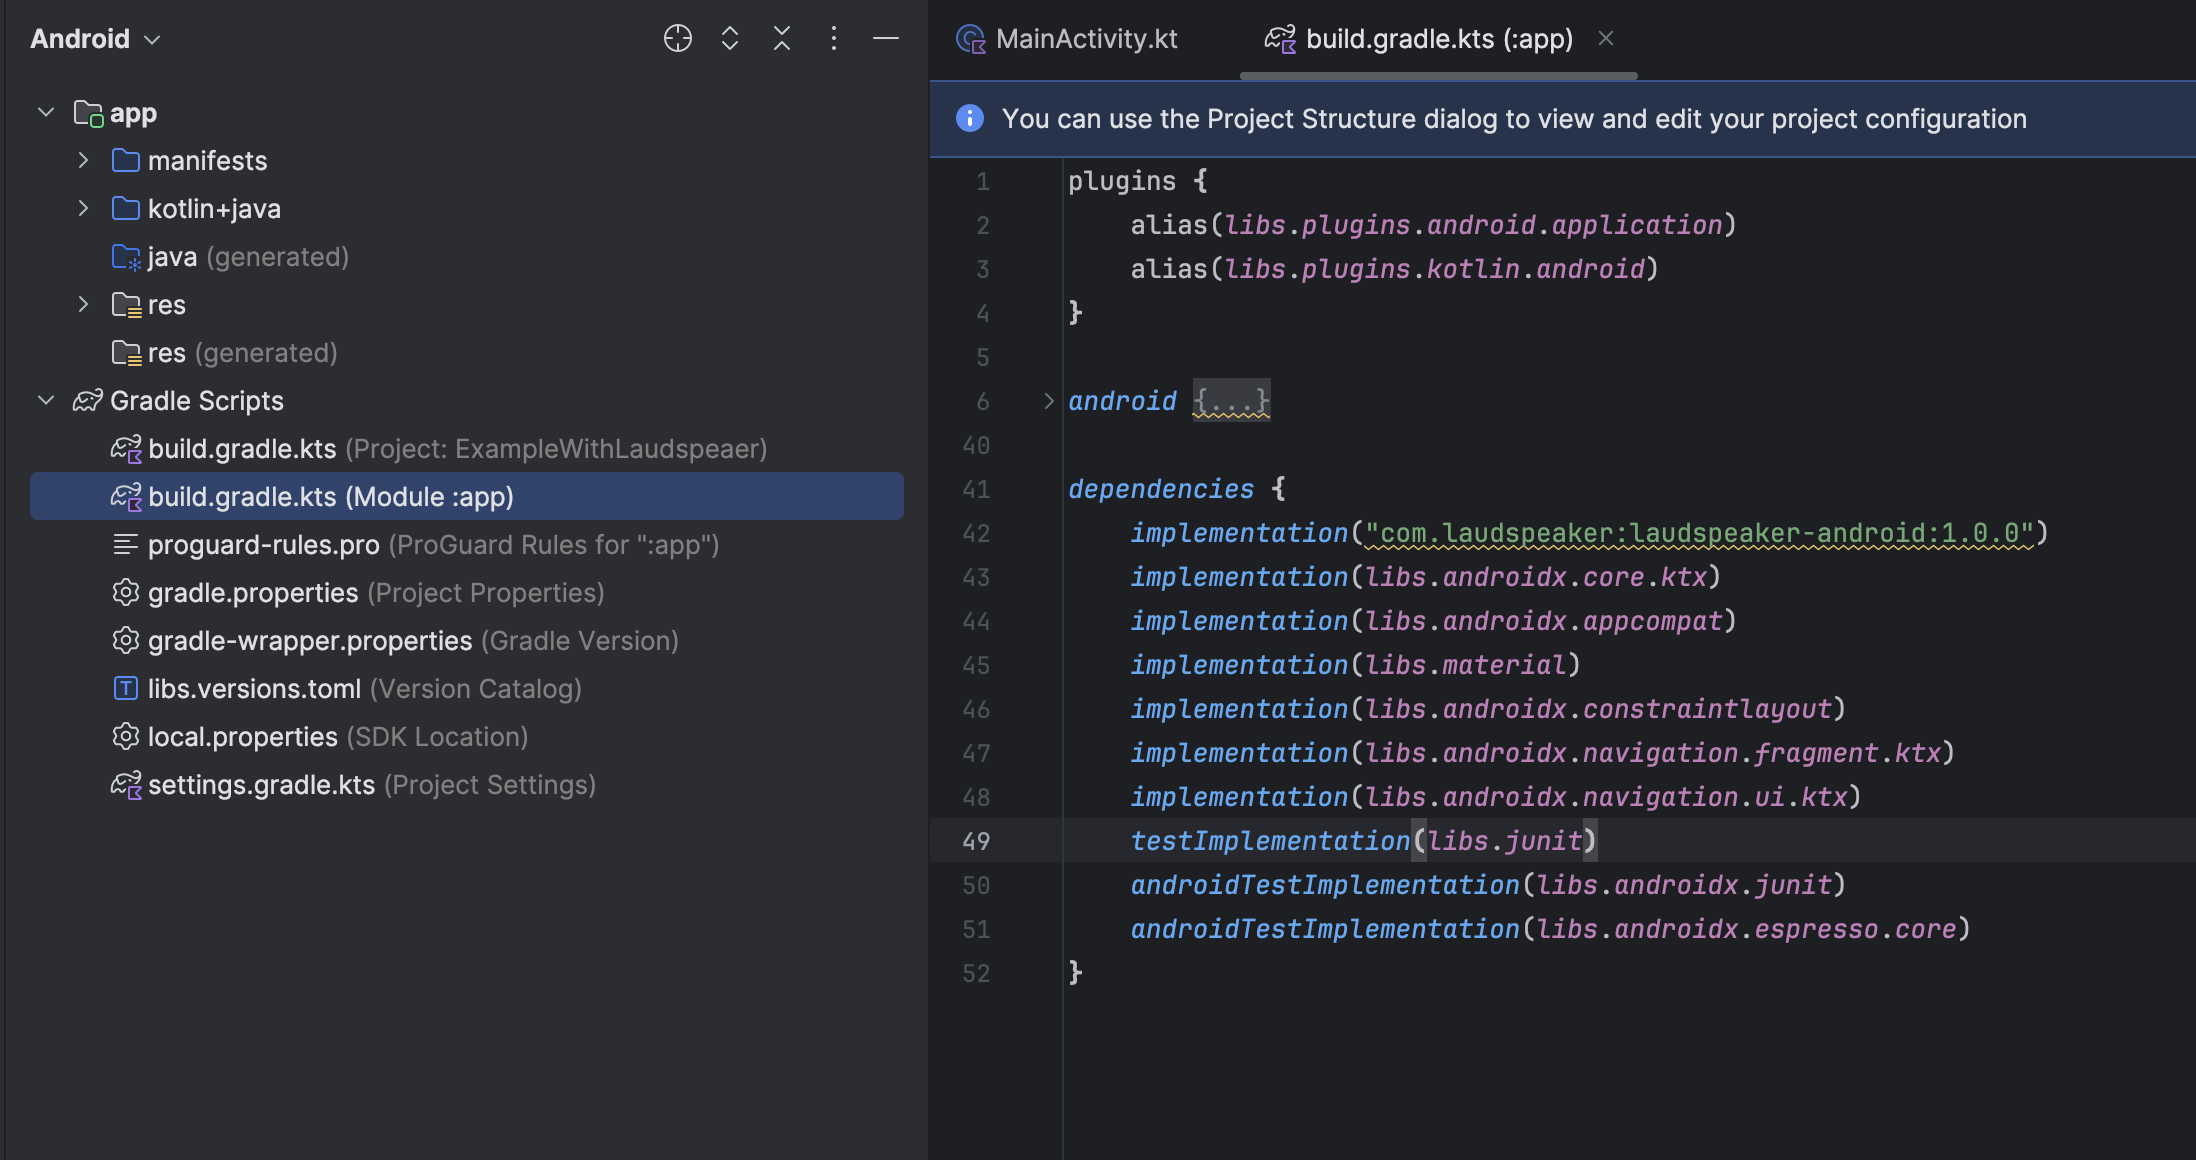 Android
app
manifests
kotlin+java
java (generated)
res
res (generated)
Gradle Scripts
build.gradle.kts (Project: ExampleWithLaudspeaer)
build.gradle.kts (Module :app)
proguard-rules.pro (ProGuard Rules for ":app")
gradle.properties (Project Properties)
gradle-wrapper.properties (Gradle Version)
libs.versions.toml (Version Catalog)
local.properties (SDK Location)
settings.gradle.kts (Project Settings)
MainActivity.kt
build.gradle.kts (:app)
You can use the Project Structure dialog to view and edit your project configuration
1 plugins {
2 alias(libs.plugins.android.application)
3 alias(libs.plugins.kotlin.android)
4 }
5
6 android {...}
40
41 dependencies {
42 implementation("com.laudspeaker:laudspeaker-android:1.0.0")
43 implementation(libs.androidx.core.ktx)
44 implementation(libs.androidx.appcompat)
45 implementation(libs.material)
46 implementation(libs.androidx.constraintlayout)
47 implementation(libs.androidx.navigation.fragment.ktx)
48 implementation(libs.androidx.navigation.ui.ktx)
49 testImplementation(libs.junit)
50 androidTestImplementation(libs.androidx.junit)
51 androidTestImplementation(libs.androidx.espresso.core)
52 }